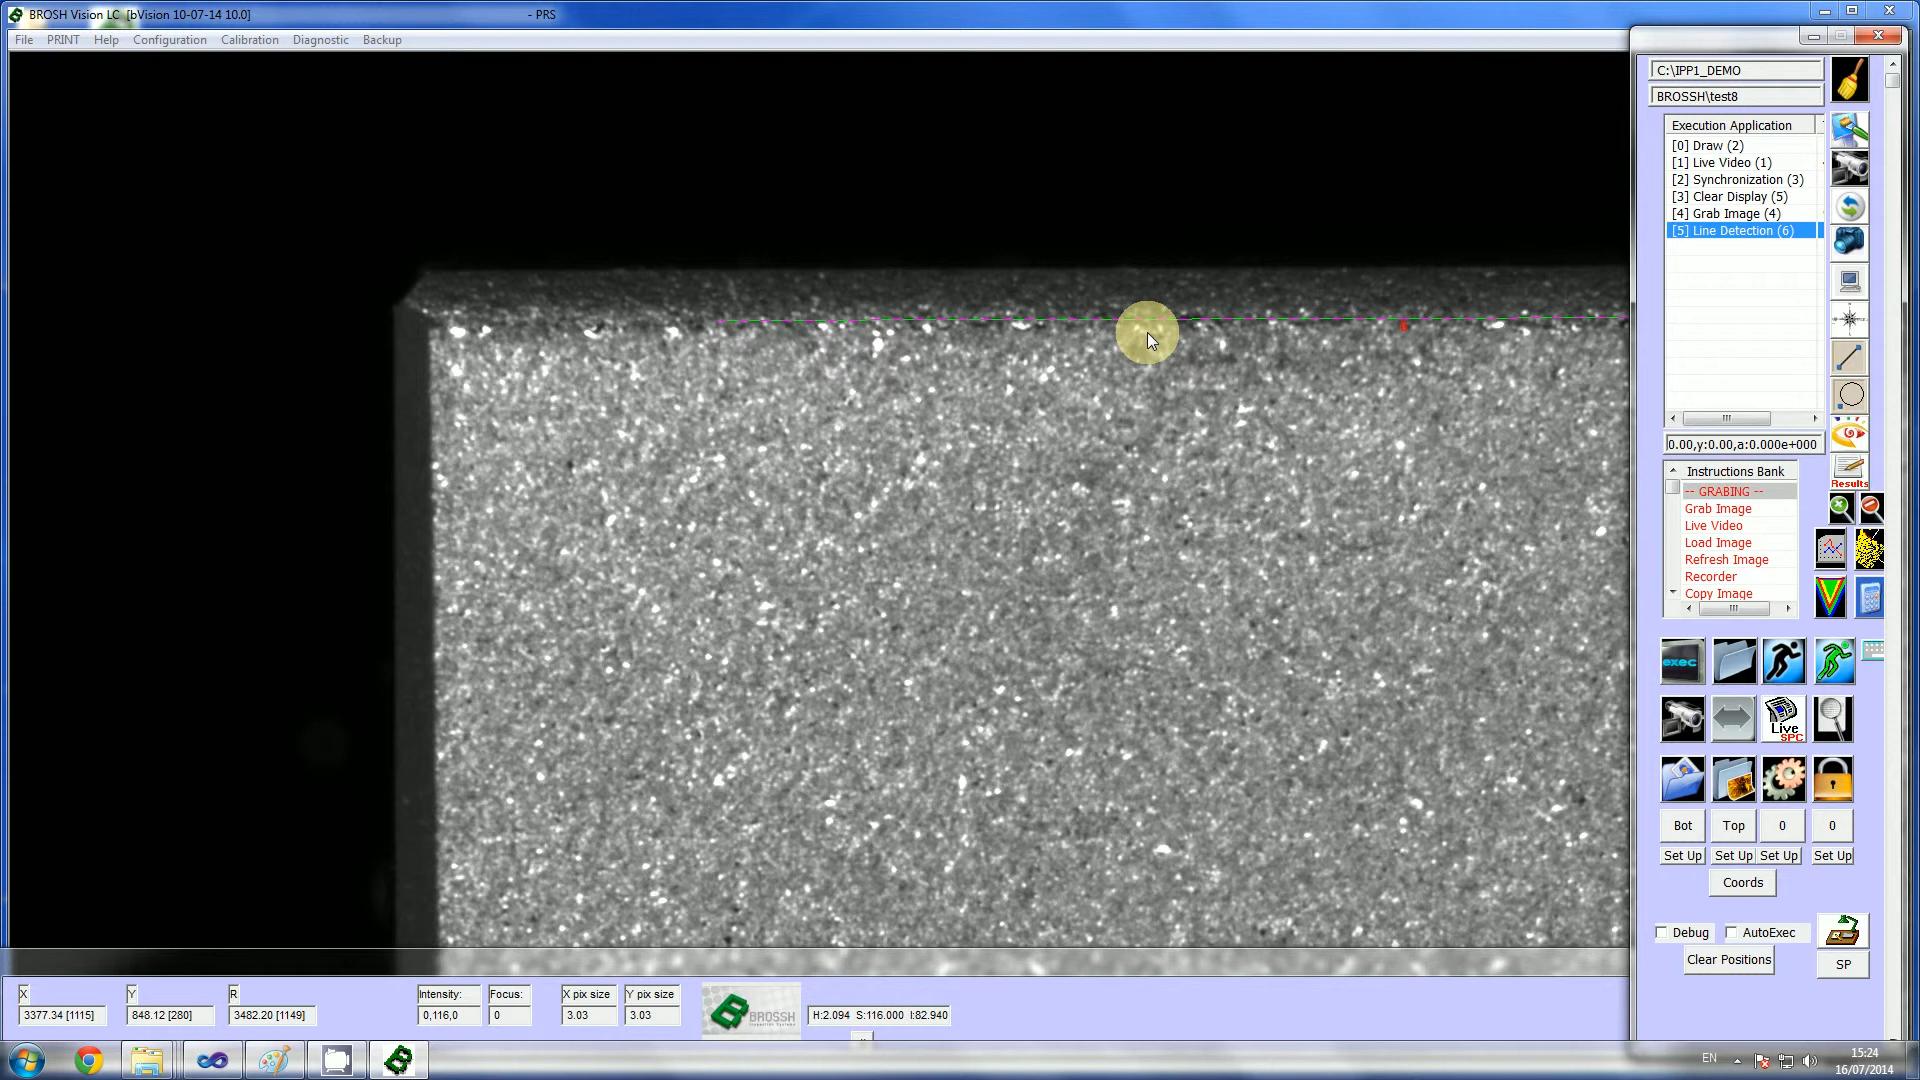 BROSH Vision LC [bVision 10-07-14 10.0] - PRS
File PRINT Help Configuration Calibration Diagnostic Backup
C:\IPP1_DEMO
BROSSH\test8
Execution Application
[0] Draw (2)
[1] Live Video (1)
[2] Synchronization (3)
[3] Clear Display (5)
[4] Grab Image (4)
[5] Line Detection (6)
0.00,y:0.00,a:0.000e+000
Results
Instructions Bank
-- GRABING --
Grab Image
Live Video
Load Image
Refresh Image
Recorder
Copy Image
exec
Live
SPC
Bot Top 0 0
Set Up Set Up Set Up Set Up
Coords
Debug AutoExec
Clear Positions
SP
6
X Y R Intensity: Focus: X pix size Y pix size
3377.34 [1115] 848.12 [280] 3482.20 [1149] 0,116,0 0 3.03 3.03
BROSSH
H:2.094 S:116.000 I:82.940
EN
15:24
16/07/2014